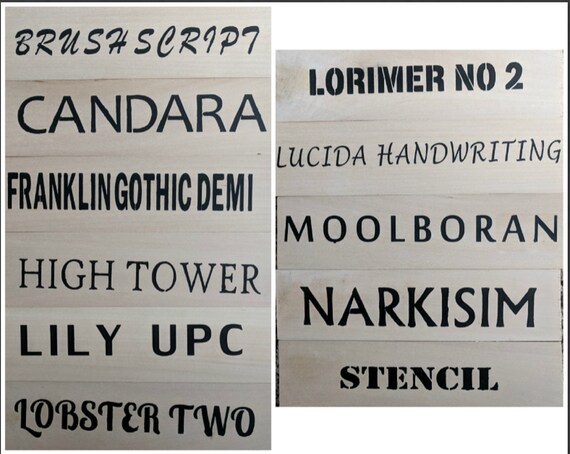 BRUSH SCRIPT
CANDARA
FRANKLIN GOTHIC DEMI
HIGH TOWER
LILY UPC
LOBSTER TWO
LORIMER NO 2
LUCIDA HANDWRITING
MOOLBORAN
NARKISIM
STENCIL